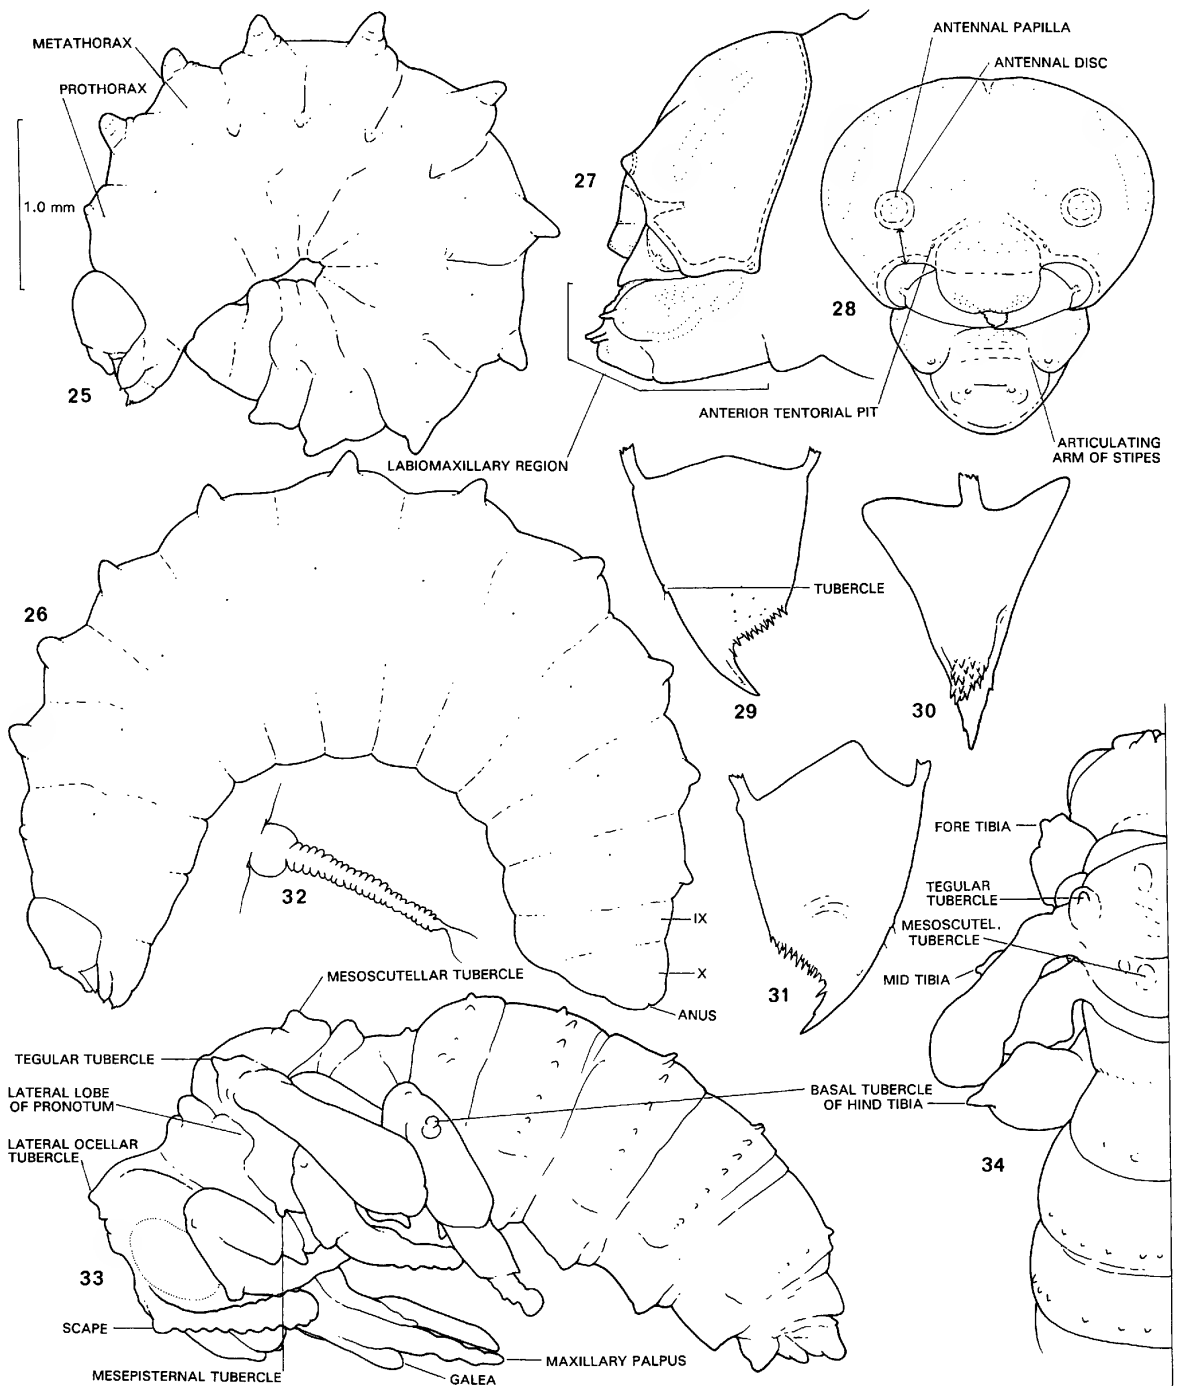 METATHORAX
PROTHORAX
1.0 mm
25
27
ANTENNAL PAPILLA
ANTENNAL DISC
28
ANTERIOR TENTORIAL PIT
ARTICULATING
ARM OF STIPES
LABIOMAXILLARY REGION
26
32
IX
X
ANUS
TUBERCLE
29
30
31
FORE TIBIA
TEGULAR
TUBERCLE
MESOSCUTEL.
TUBERCLE
MID TIBIA
34
MESOSCUTELLAR TUBERCLE
TEGULAR TUBERCLE
LATERAL LOBE
OF PRONOTUM
LATERAL OCELLAR
TUBERCLE
BASAL TUBERCLE
OF HIND TIBIA
33
SCAPE
MESEPISTERNAL TUBERCLE
GALEA
MAXILLARY PALPUS